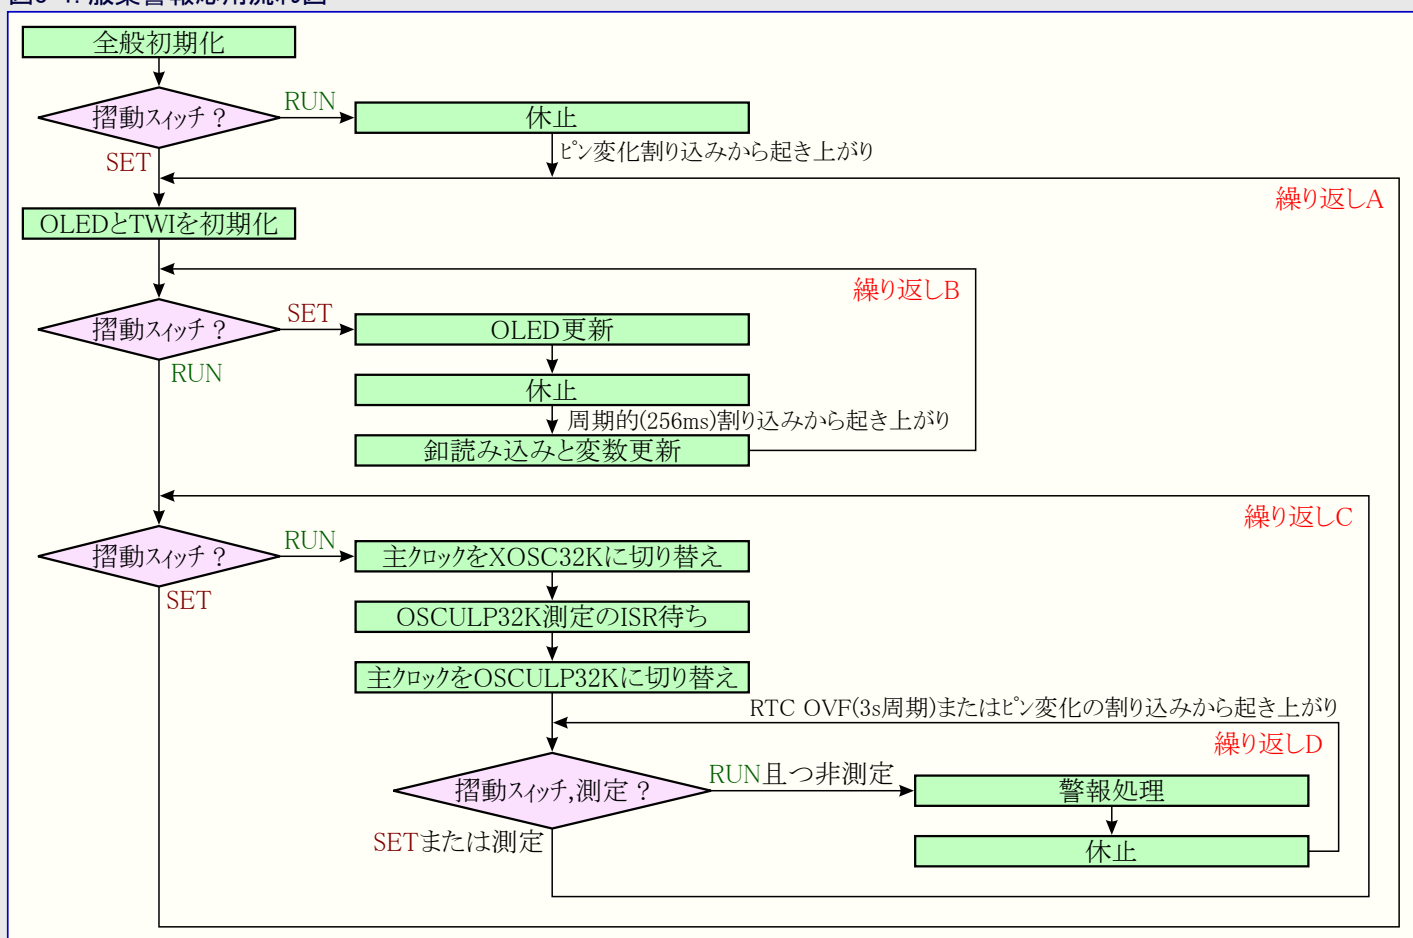 全般初期化
摺動スイッチ？
RUN
休止
ピン変化割り込みから起き上がり
SET
繰り返しA
OLEDとTWIを初期化
繰り返しB
摺動スイッチ？
SET
OLED更新
RUN
休止
周期的(256ms)割り込みから起き上がり
釦読み込みと変数更新
繰り返しC
摺動スイッチ？
RUN
主クロックをXOSC32Kに切り替え
SET
OSCULP32K測定のISR待ち
主クロックをOSCULP32Kに切り替え
RTC OVF(3s周期)またはピン変化の割り込みから起き上がり
繰り返しD
摺動スイッチ,測定？
RUN且つ非測定
警報処理
SETまたは測定
休止